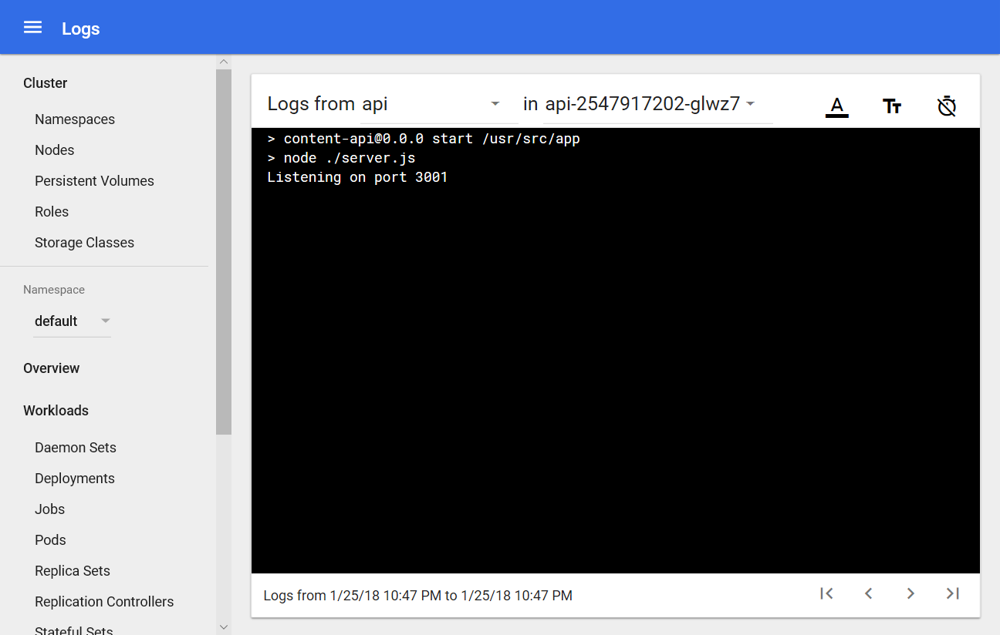 Logs
Cluster
Namespaces
Nodes
Persistent Volumes
Roles
Storage Classes
Namespace
default
Overview
Workloads
Daemon Sets
Deployments
Jobs
Pods
Replica Sets
Replication Controllers
Stateful Sets
Logs from api in api-2547917202-glwz7
> content-api@0.0.0 start /usr/src/app
> node ./server.js
Listening on port 3001
Logs from 1/25/18 10:47 PM to 1/25/18 10:47 PM